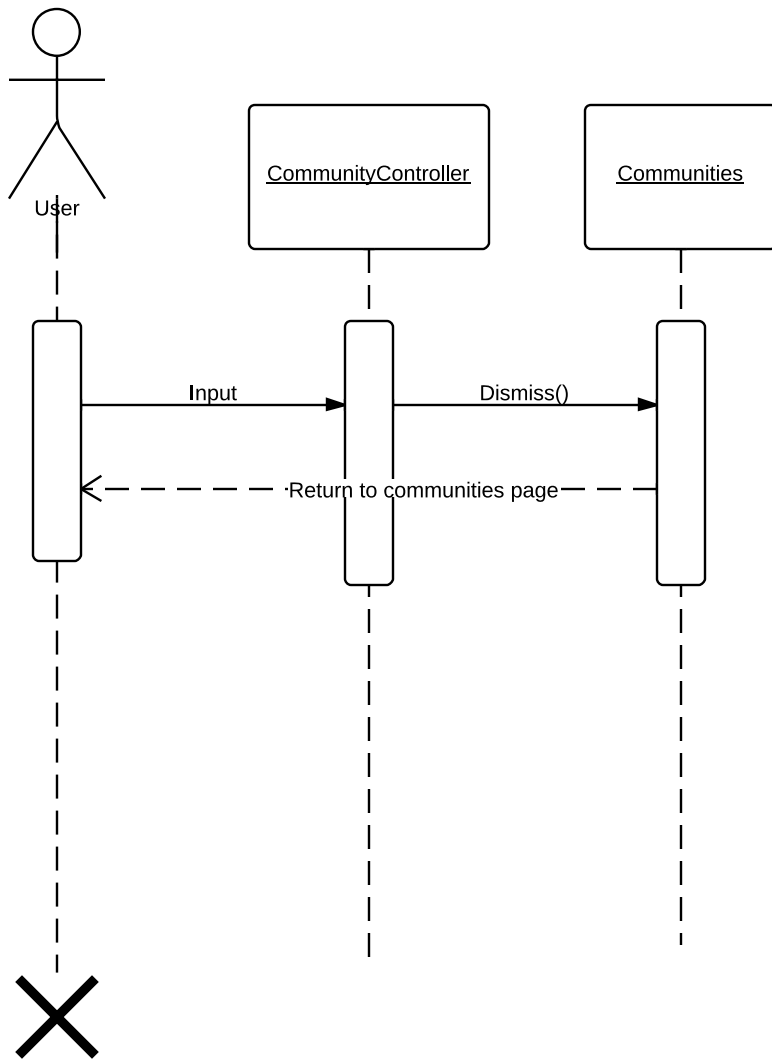 User
CommunityController
Communities
Input
Dismiss()
Return to communities page